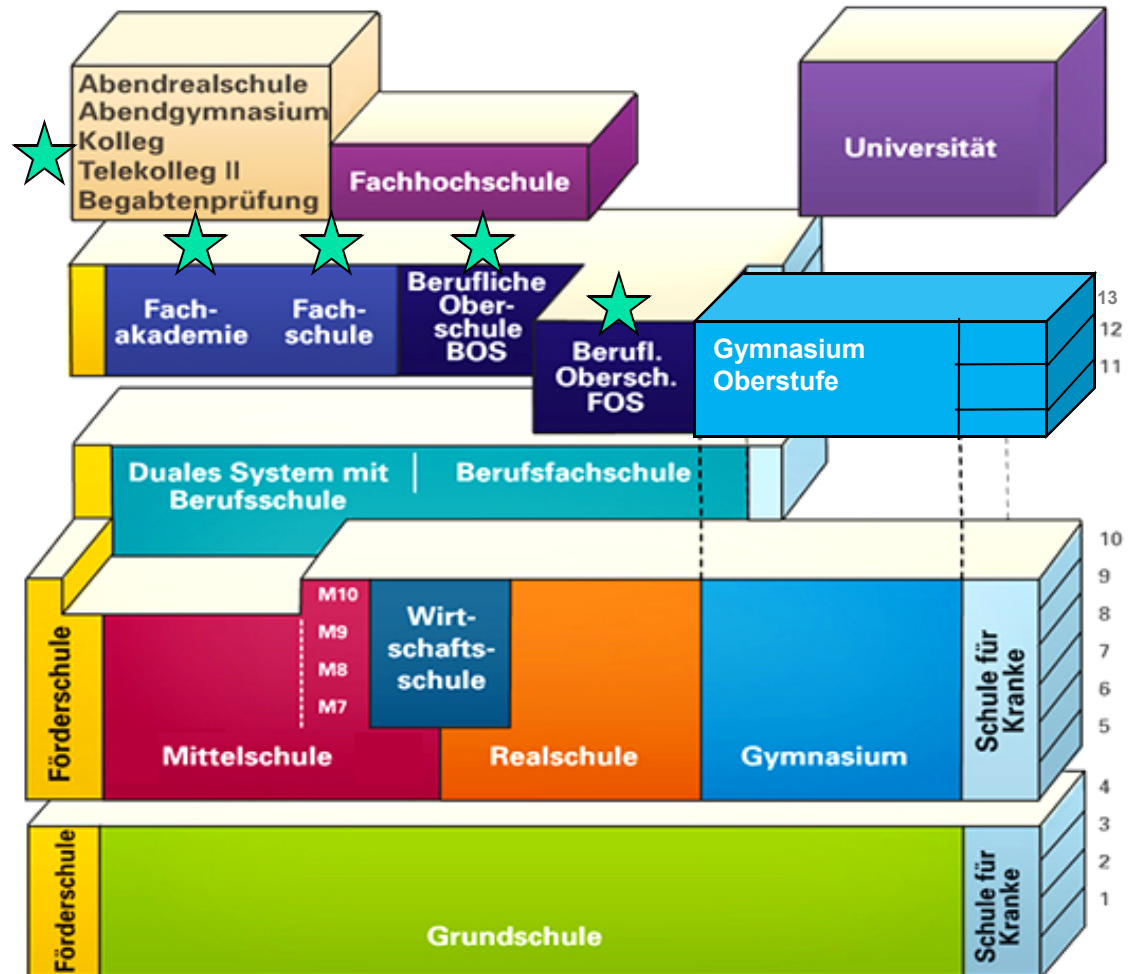 Abendrealschule
Abendgymnasium
Kolleg
Telekolleg II
Begabtenprüfung
Fachhochschule
Universität
Fach-
akademie
Fach-
schule
Berufliche
Ober-
schule
BOS
Berufl.
Obersch.
FOS
Gymnasium
Oberstufe
13
12
11
Duales System mit
Berufsschule
Berufsfachschule
10
9
8
7
6
5
Förderschule
M10
M9
M8
M7
Mittelschule
Wirt-
schafts-
schule
Realschule
Gymnasium
Schule für
Kranke
4
3
2
1
Förderschule
Grundschule
Schule für
Kranke